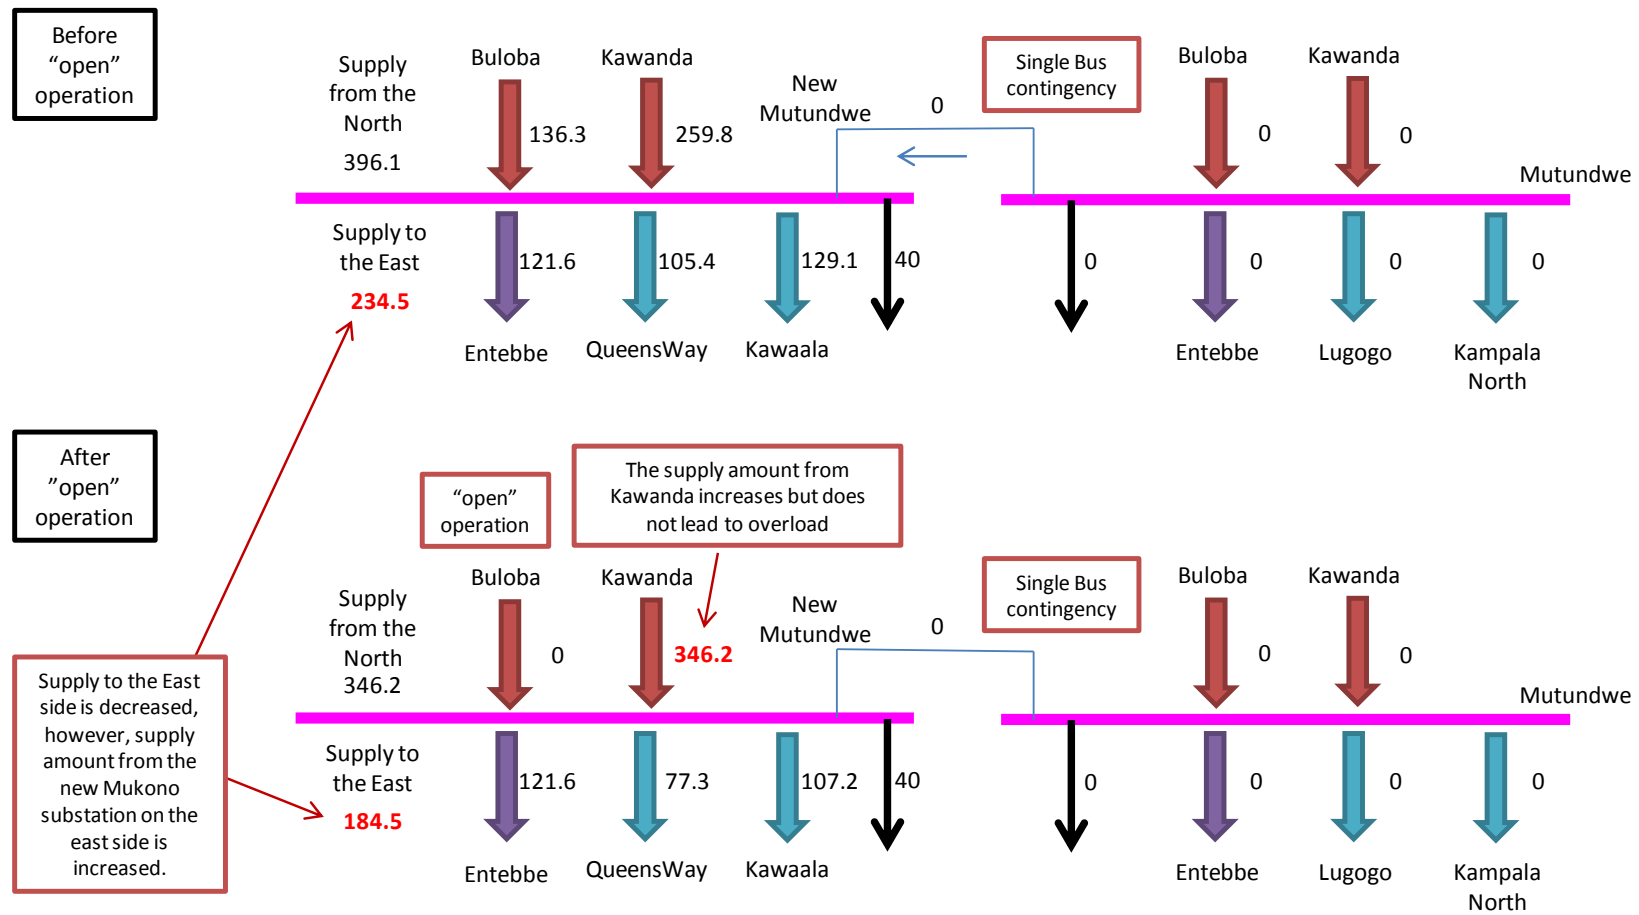 Before
“open”
operation
Supply
from the
North
396.1
Buloba
136.3
Kawanda
259.8
New
Mutundwe
0
Single Bus
contingency
Buloba
0
Kawanda
0
Mutundwe
Supply to
the East
234.5
121.6
105.4
129.1
40
0
0
0
0
Entebbe
QueensWay
Kawaala
Entebbe
Lugogo
Kampala
North
After
”open”
operation
“open”
operation
The supply amount from
Kawanda increases but does
not lead to overload
Supply
from the
North
346.2
Buloba
0
Kawanda
346.2
New
Mutundwe
0
Single Bus
contingency
Buloba
0
Kawanda
0
Mutundwe
Supply to the East
side is decreased,
however, supply
amount from the
new Mukono
substation on the
east side is
increased.
Supply to
the East
184.5
121.6
77.3
107.2
40
0
0
0
0
Entebbe
QueensWay
Kawaala
Entebbe
Lugogo
Kampala
North